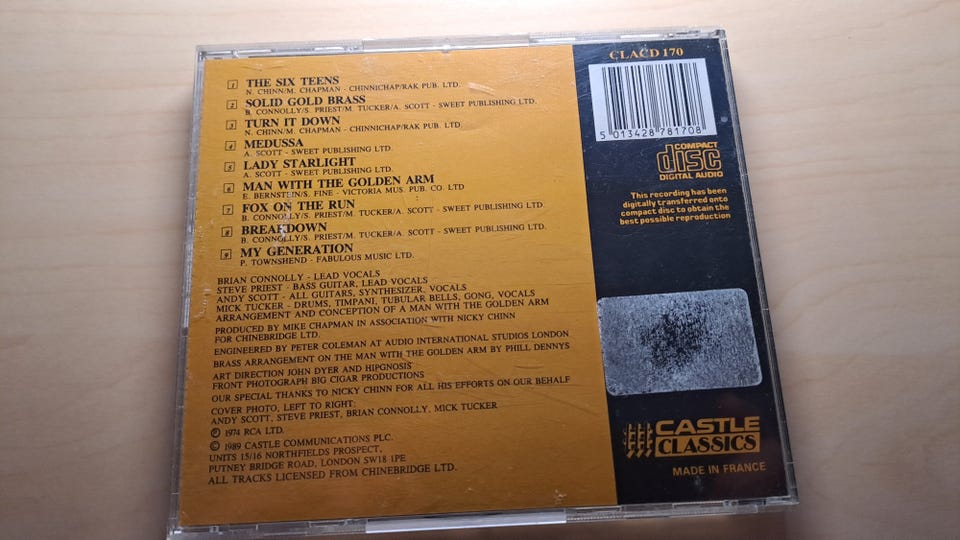 1 THE SIX TEENS
N. CHINN/M. CHAPMAN - CHINNICHAP/RAK PUB. LTD.
2 SOLID GOLD BRASS
B. CONNOLLY/S. PRIEST/M. TUCKER/A. SCOTT - SWEET PUBLISHING LTD.
3 TURN IT DOWN
N. CHINN/M. CHAPMAN - CHINNICHAP/RAK PUB. LTD.
4 MEDUSSA
A. SCOTT - SWEET PUBLISHING LTD.
5 LADY STARLIGHT
A. SCOTT - SWEET PUBLISHING LTD.
6 MAN WITH THE GOLDEN ARM
E. BERNSTEIN/S. FINE - VICTORIA MUS. PUB. CO. LTD
7 FOX ON THE RUN
B. CONNOLLY/S. PRIEST/M. TUCKER/A. SCOTT - SWEET PUBLISHING LTD.
8 BREAKDOWN
B. CONNOLLY/S. PRIEST/M. TUCKER/A. SCOTT - SWEET PUBLISHING LTD.
9 MY GENERATION
P. TOWNSHEND - FABULOUS MUSIC LTD.
BRIAN CONNOLLY - LEAD VOCALS
STEVE PRIEST - BASS GUITAR, LEAD VOCALS
ANDY SCOTT - ALL GUITARS, SYNTHESIZER, VOCALS
MICK TUCKER - DRUMS, TIMPANI, TUBULAR BELLS, GONG, VOCALS
ARRANGEMENT AND CONCEPTION OF A MAN WITH THE GOLDEN ARM
PRODUCED BY MIKE CHAPMAN IN ASSOCIATION WITH NICKY CHINN
FOR CHINEBRIDGE LTD.
ENGINEERED BY PETER COLEMAN AT AUDIO INTERNATIONAL STUDIOS LONDON
BRASS ARRANGEMENT ON THE MAN WITH THE GOLDEN ARM BY PHILL DENNYS
ART DIRECTION JOHN DYER AND HIPGNOSIS
FRONT PHOTOGRAPH BIG CIGAR PRODUCTIONS
OUR SPECIAL THANKS TO NICKY CHINN FOR ALL HIS EFFORTS ON OUR BEHALF
COVER PHOTO, LEFT TO RIGHT:
ANDY SCOTT, STEVE PRIEST, BRIAN CONNOLLY, MICK TUCKER
℗ 1974 RCA LTD.
© 1989 CASTLE COMMUNICATIONS PLC.
UNITS 15/16 NORTHFIELDS PROSPECT,
PUTNEY BRIDGE ROAD, LONDON SW18 1PE
ALL TRACKS LICENSED FROM CHINEBRIDGE LTD.
CLACD 170
5 013428 781708
COMPACT
disc
DIGITAL AUDIO
This recording has been
digitally transferred onto
compact disc to obtain the
best possible reproduction
CASTLE
CLASSICS
MADE IN FRANCE